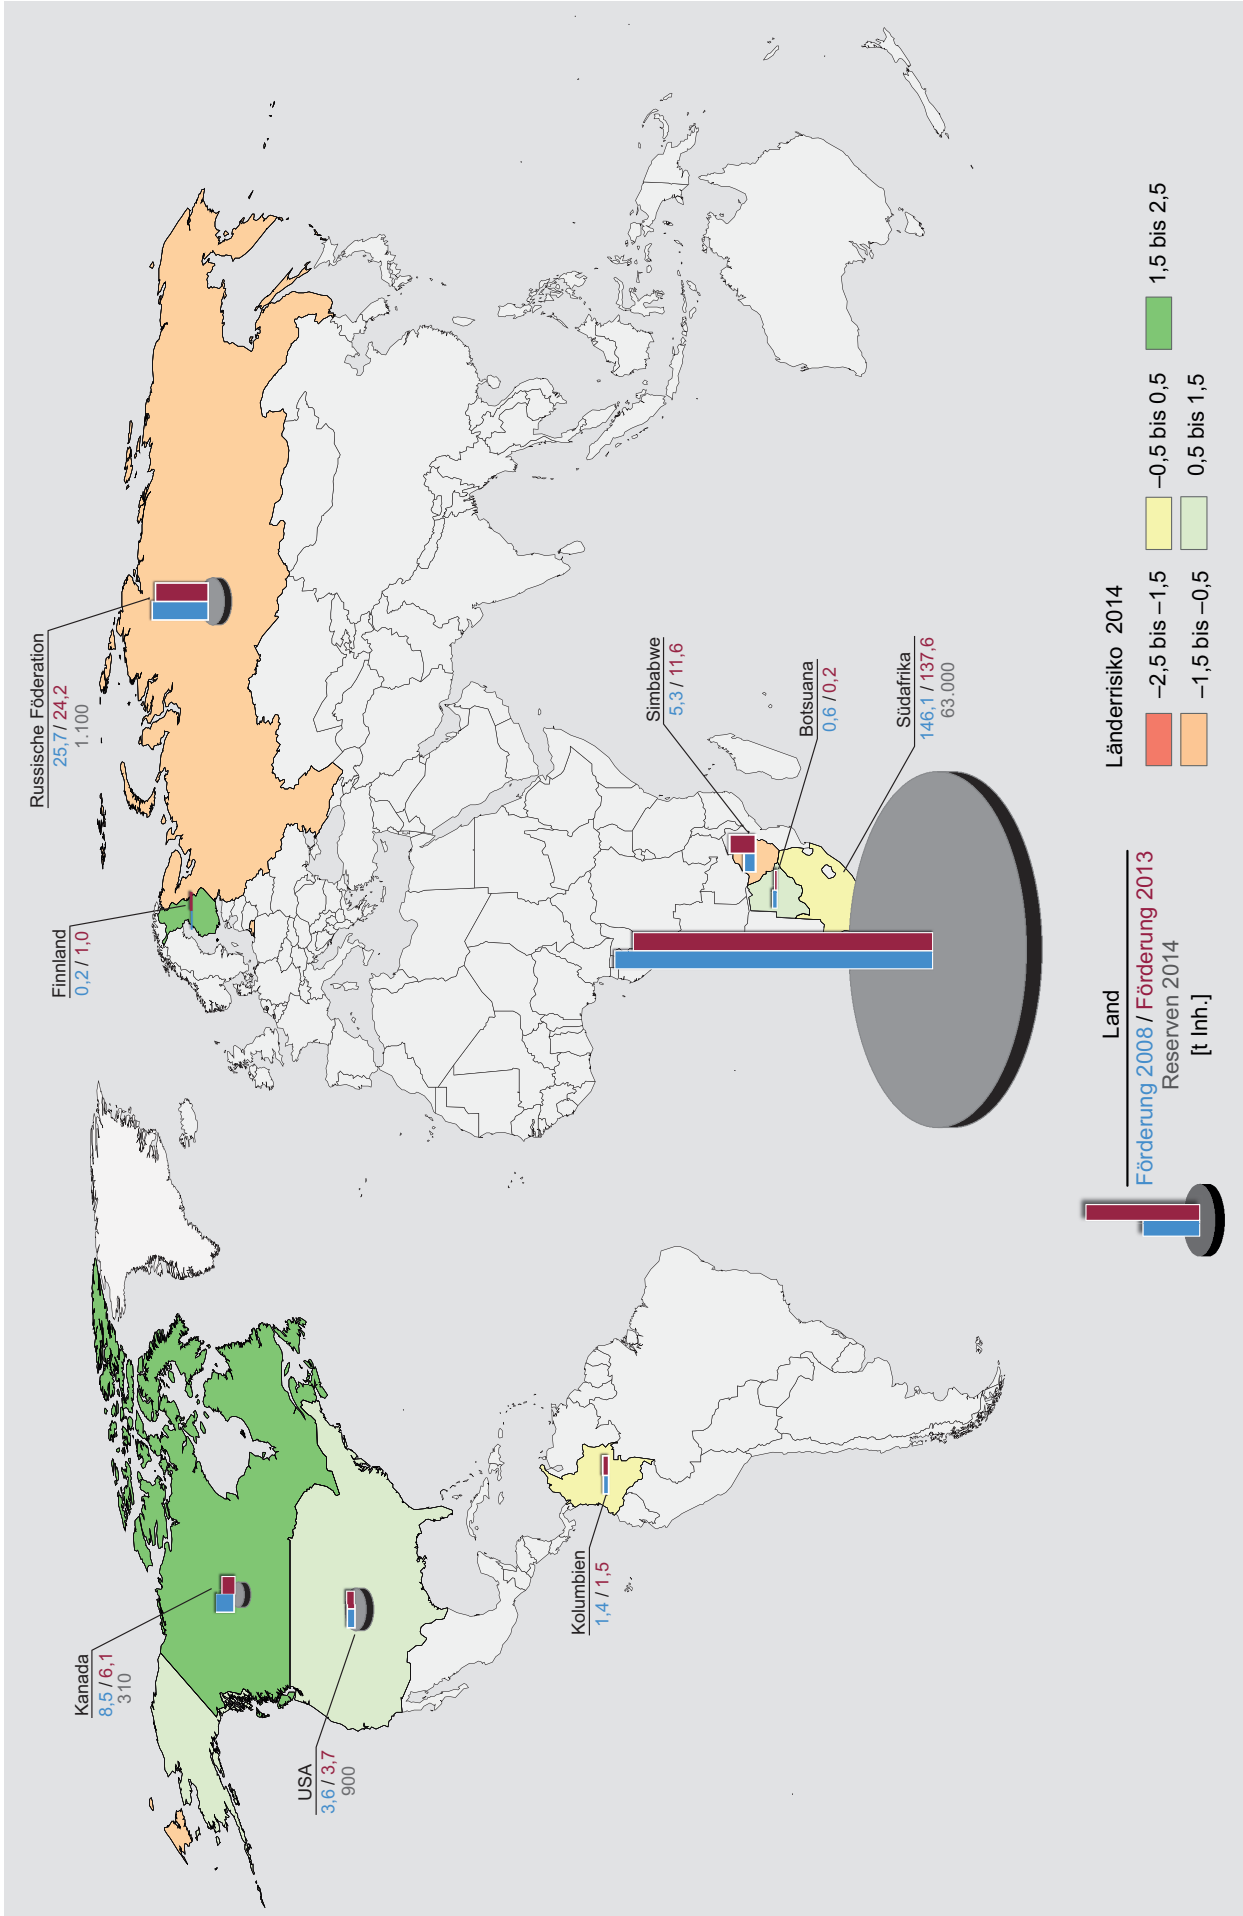 Kanada
8,5 / 6,1
310
USA
3,6 / 3,7
900
Kolumbien
1,4 / 1,5
Finnland
0,2 / 1,0
Russische Föderation
25,7 / 24,2
1.100
Simbabwe
5,3 / 11,6
Botsuana
0,6 / 0,2
Südafrika
146,1 / 137,6
63.000
Land
Förderung 2008 / Förderung 2013
Reserven 2014
[t Inh.]
Länderrisiko 2014
–2,5 bis –1,5
–1,5 bis –0,5
–0,5 bis 0,5
0,5 bis 1,5
1,5 bis 2,5